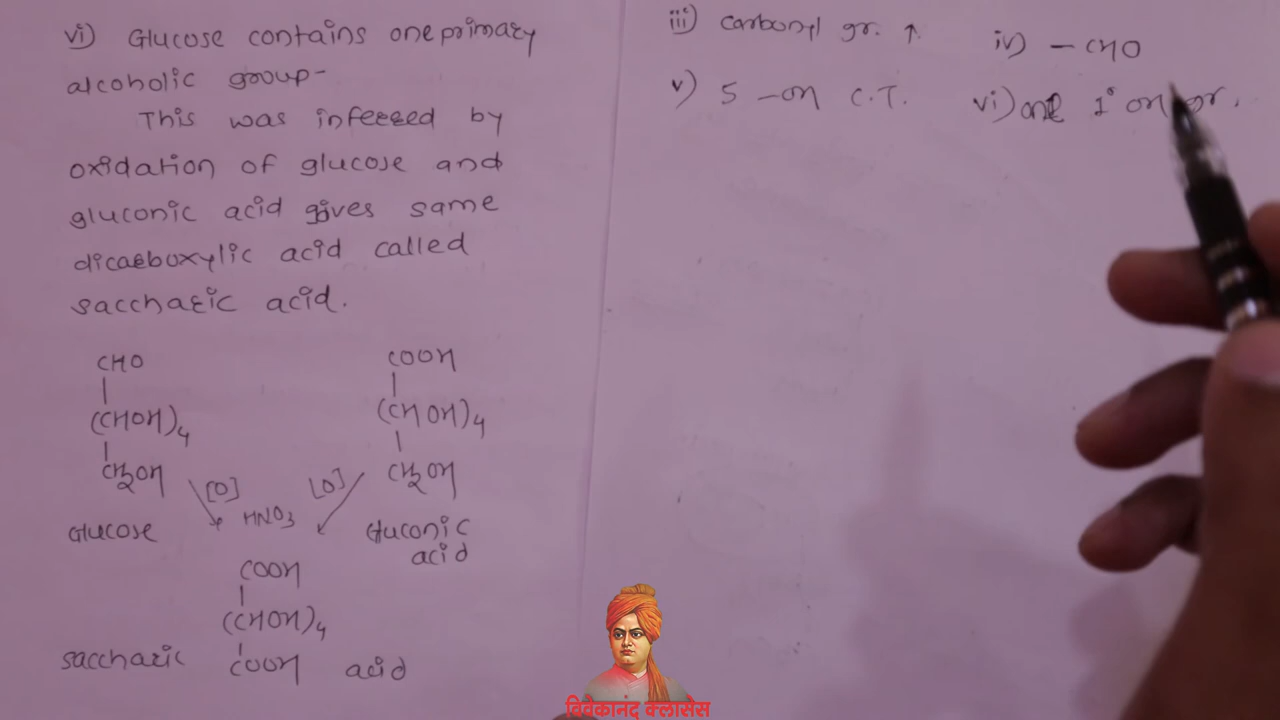 vi) Glucose contains one primary
alcoholic group-
This was inferred by
oxidation of glucose and
gluconic acid gives same
dicarboxylic acid called
saccharic acid.
CHO
|
(CHOH)4
|
CH2OH
Glucose
[O]
HNO3
[O]
COOH
|
(CHOH)4
|
CH2OH
Gluconic
acid
COOH
|
(CHOH)4
|
COOH
saccharic acid
iii) carbonyl gr. ↑
iv) - CHO
v) 5 -OH C.T.
vi) one 1° OH gr.
विवेकानंद क्लासेस